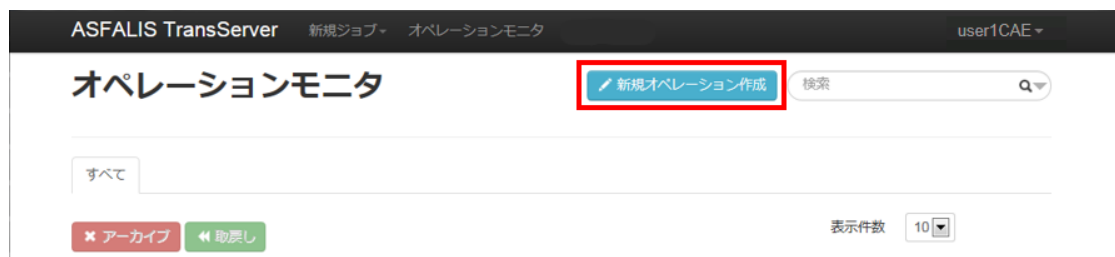 ASFALIS TransServer 新規ジョブ オペレーションモニタ user1CAE
オペレーションモニタ 新規オペレーション作成 検索
すべて
アーカイブ 取戻し 表示件数 10